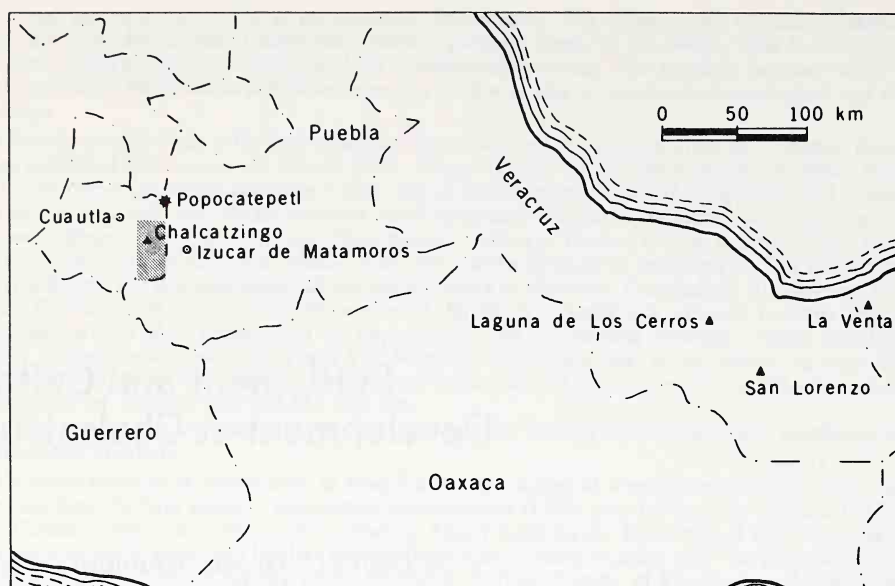 0 50 100 km
Puebla
Veracruz
Popocatepetl
Cuautla
Chalcatzingo
Izucar de Matamoros
Laguna de Los Cerros
La Venta
San Lorenzo
Guerrero
Oaxaca